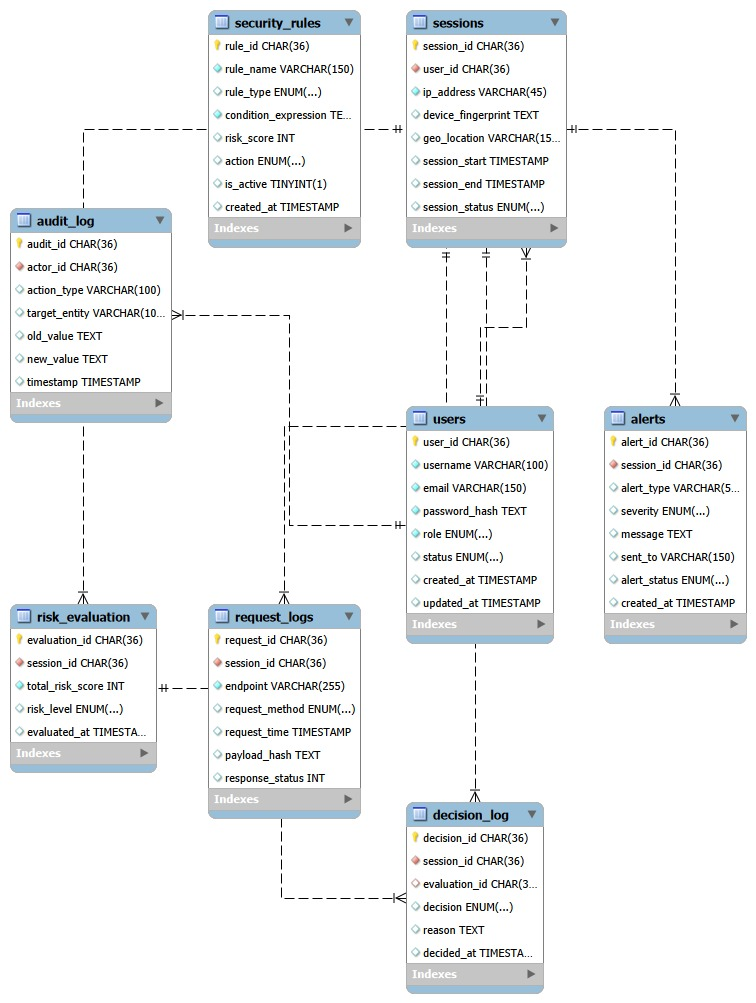 security_rules
rule_id CHAR(36)
rule_name VARCHAR(150)
rule_type ENUM(...)
condition_expression TE...
risk_score INT
action ENUM(...)
is_active TINYINT(1)
created_at TIMESTAMP
Indexes
sessions
session_id CHAR(36)
user_id CHAR(36)
ip_address VARCHAR(45)
device_fingerprint TEXT
geo_location VARCHAR(15...
session_start TIMESTAMP
session_end TIMESTAMP
session_status ENUM(...)
Indexes
audit_log
audit_id CHAR(36)
actor_id CHAR(36)
action_type VARCHAR(100)
target_entity VARCHAR(10...
old_value TEXT
new_value TEXT
timestamp TIMESTAMP
Indexes
users
user_id CHAR(36)
username VARCHAR(100)
email VARCHAR(150)
password_hash TEXT
role ENUM(...)
status ENUM(...)
created_at TIMESTAMP
updated_at TIMESTAMP
Indexes
alerts
alert_id CHAR(36)
session_id CHAR(36)
alert_type VARCHAR(5...
severity ENUM(...)
message TEXT
sent_to VARCHAR(150)
alert_status ENUM(...)
created_at TIMESTAMP
Indexes
risk_evaluation
evaluation_id CHAR(36)
session_id CHAR(36)
total_risk_score INT
risk_level ENUM(...)
evaluated_at TIMESTA...
Indexes
request_logs
request_id CHAR(36)
session_id CHAR(36)
endpoint VARCHAR(255)
request_method ENUM(...)
request_time TIMESTAMP
payload_hash TEXT
response_status INT
Indexes
decision_log
decision_id CHAR(36)
session_id CHAR(36)
evaluation_id CHAR(3...
decision ENUM(...)
reason TEXT
decided_at TIMESTA...
Indexes